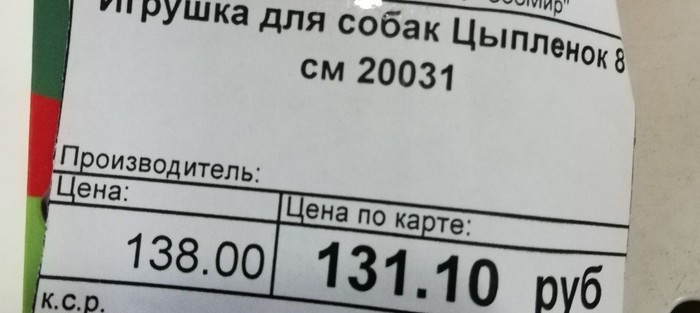 Игрушка для собак Цыпленок 8
см 20031
Производитель:
Цена:
Цена по карте:
138.00
131.10 руб
к.с.р.